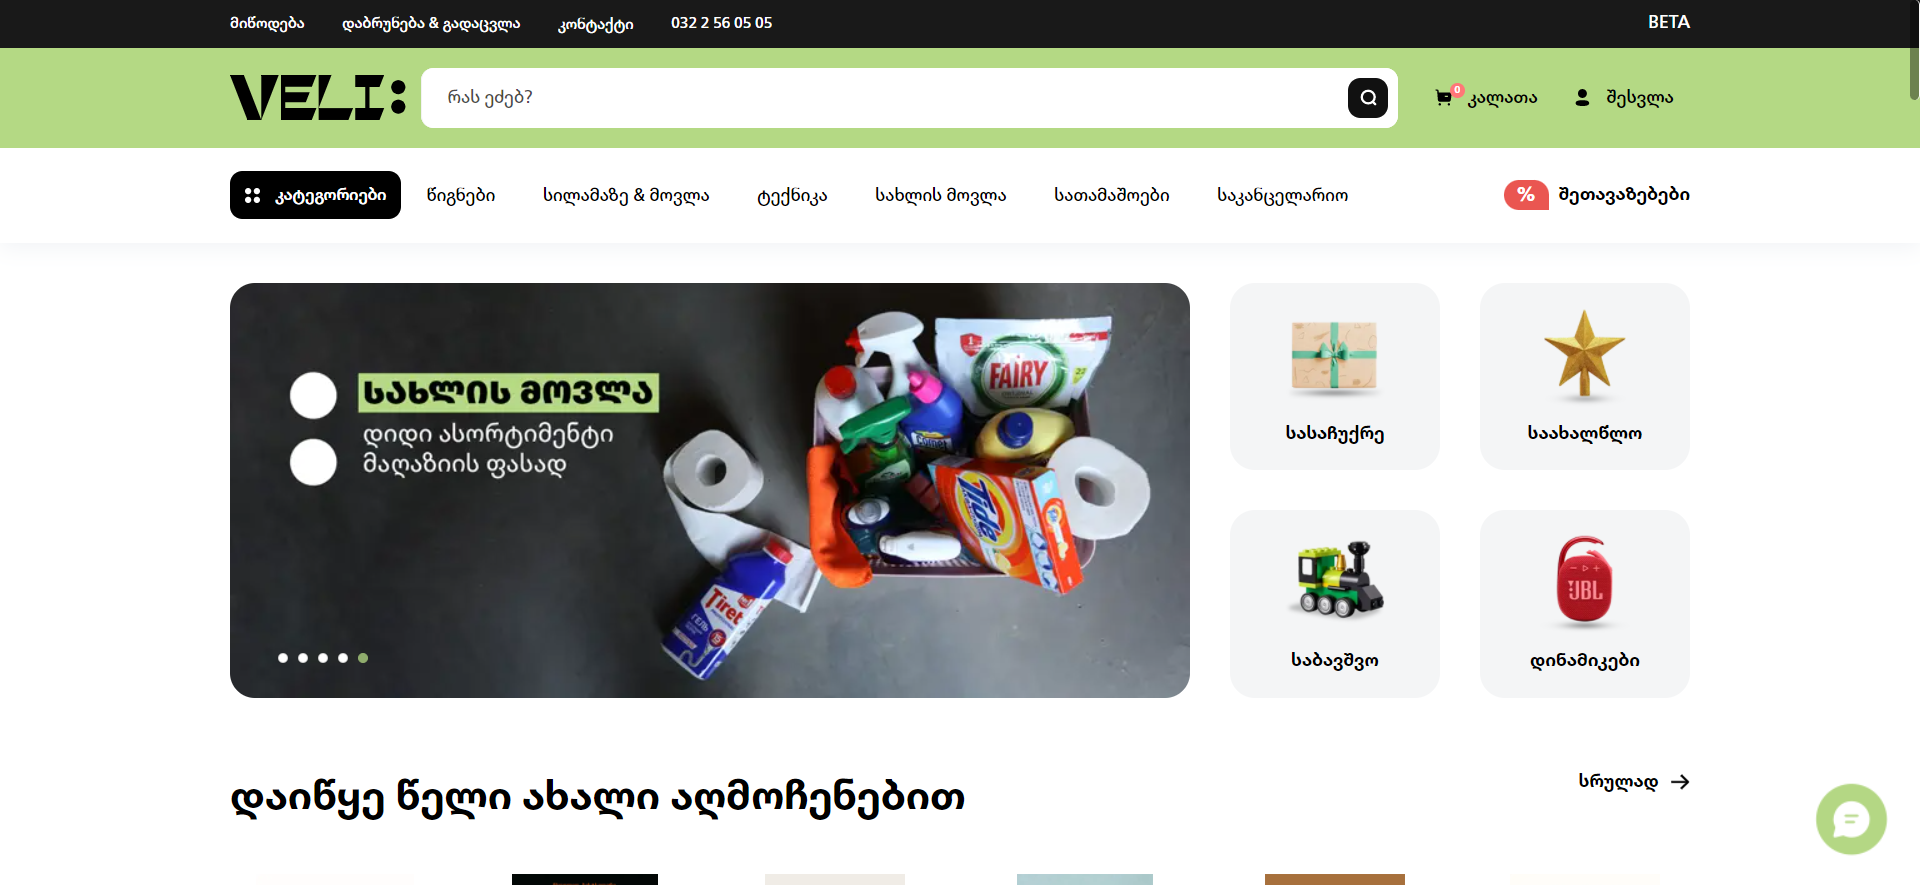 მიწოდება
დაბრუნება & გადაცვლა
კონტაქტი
032 2 56 05 05
BETA
VELI:
რას ეძებ?
0
კალათა
შესვლა
კატეგორიები
წიგნები
სილამაზე & მოვლა
ტექნიკა
სახლის მოვლა
სათამაშოები
საკანცელარიო
%
შეთავაზებები
სახლის მოვლა
დიდი ასორტიმენტი
მაღაზიის ფასად
FAIRY
Comet
Tide
Tiret
ГЕЛЬ
სასაჩუქრე
საახალწლო
JBL
საბავშვო
დინამიკები
დაიწყე წელი ახალი აღმოჩენებით
სრულად